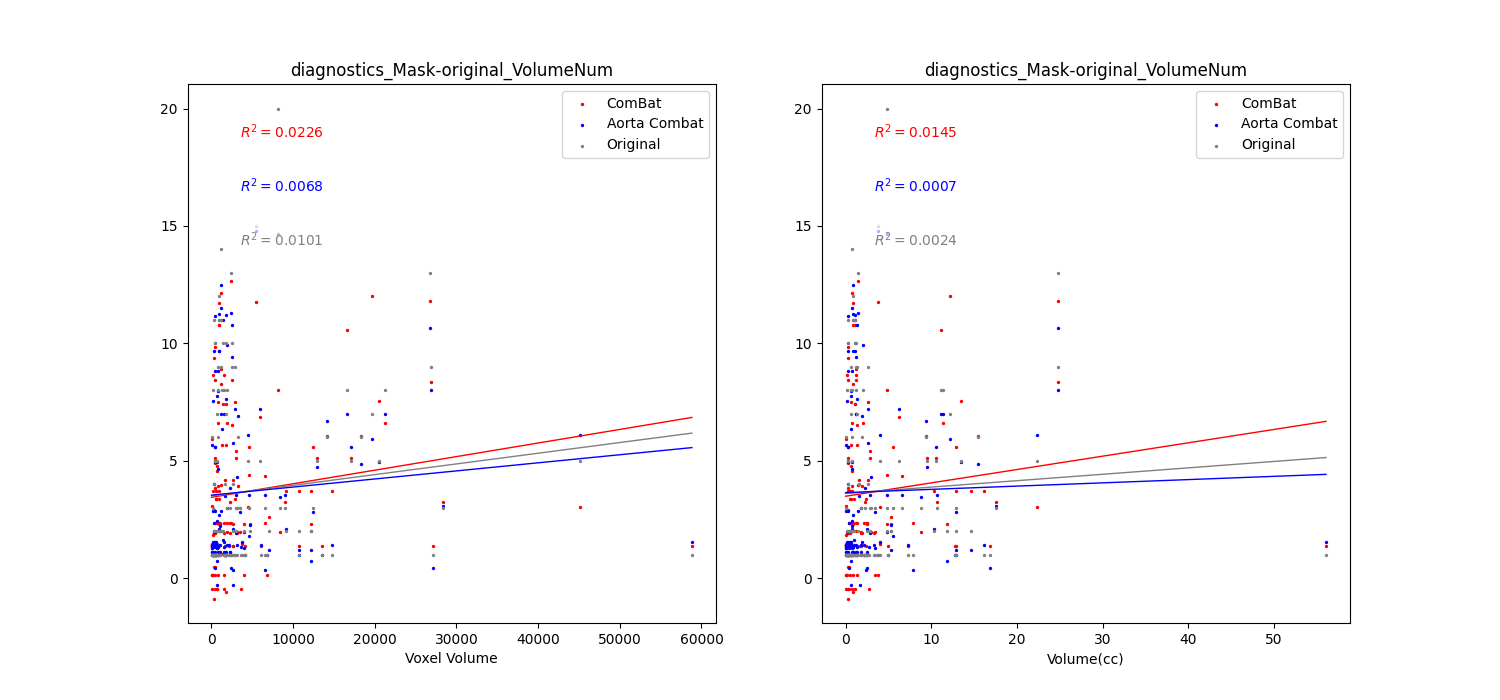 diagnostics_Mask-original_VolumeNum
ComBat
Aorta Combat
Original
R² = 0.0226
R² = 0.0068
R² = 0.0101
20
15
10
5
0
0 10000 20000 30000 40000 50000 60000
Voxel Volume
diagnostics_Mask-original_VolumeNum
ComBat
Aorta Combat
Original
R² = 0.0145
R² = 0.0007
R² = 0.0024
20
15
10
5
0
0 10 20 30 40 50
Volume(cc)